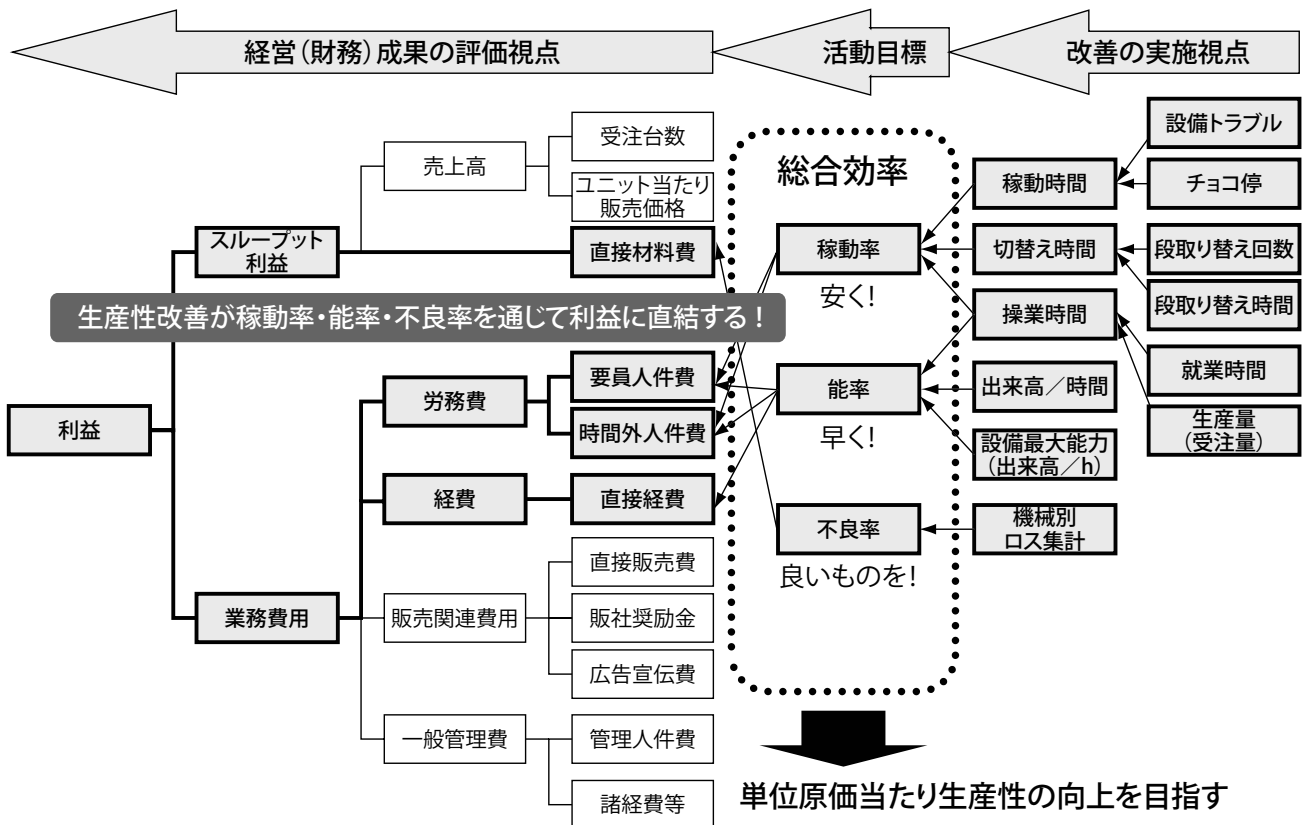 経営（財務）成果の評価視点
活動目標
改善の実施視点
売上高
受注台数
ユニット当たり
販売価格
スループット
利益
直接材料費
生産性改善が稼動率・能率・不良率を通じて利益に直結する！
利益
労務費
要員人件費
時間外人件費
経費
直接経費
業務費用
販売関連費用
直接販売費
販社奨励金
広告宣伝費
一般管理費
管理人件費
諸経費等
総合効率
稼動率
安く！
能率
早く！
不良率
良いものを！
稼動時間
切替え時間
操業時間
出来高／時間
設備最大能力
（出来高／h）
機械別
ロス集計
設備トラブル
チョコ停
段取り替え回数
段取り替え時間
就業時間
生産量
（受注量）
単位原価当たり生産性の向上を目指す